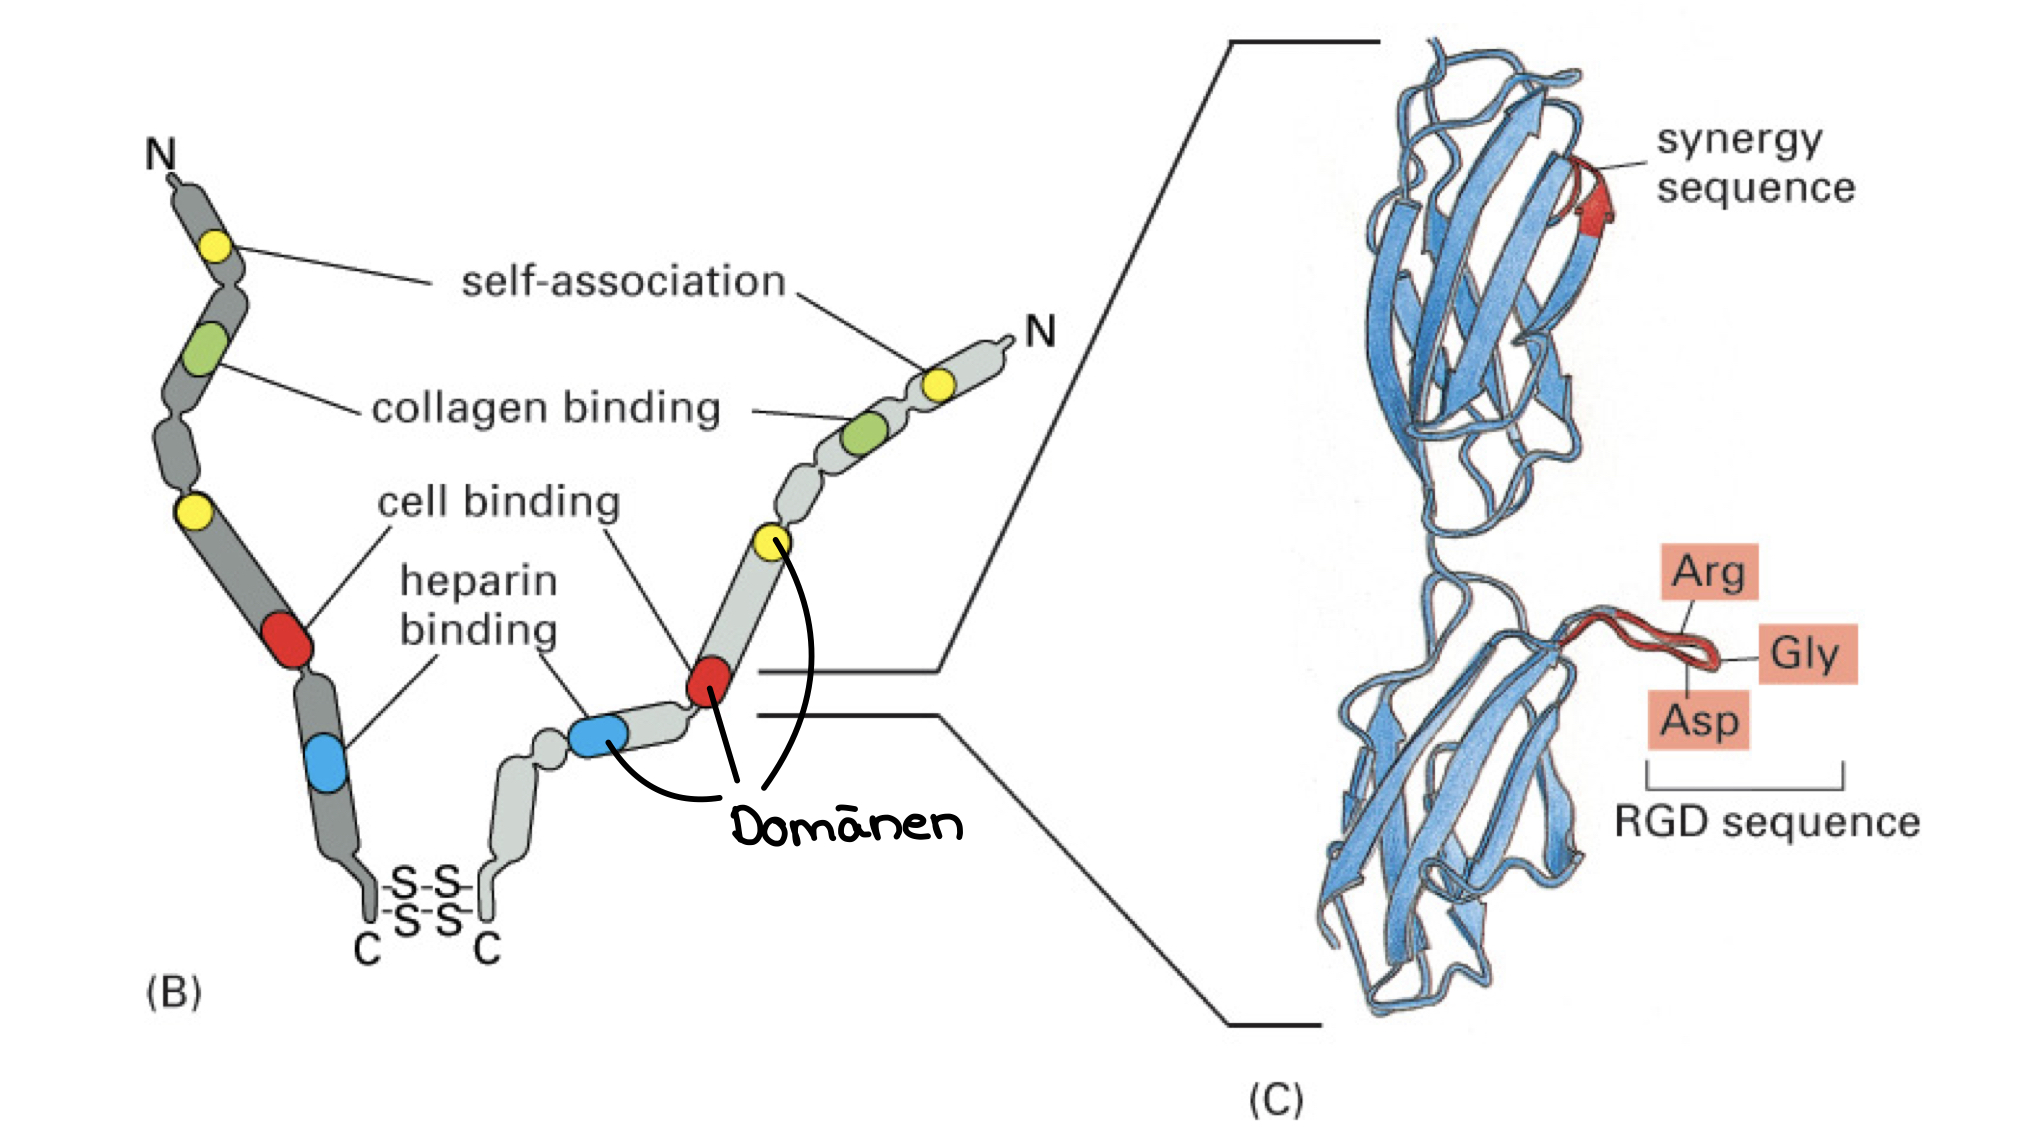 N
self-association
N
collagen binding
cell binding
heparin
binding
Domänen
-S-S-
-S-S-
C
C
(B)
synergy
sequence
Arg
Gly
Asp
RGD sequence
(C)